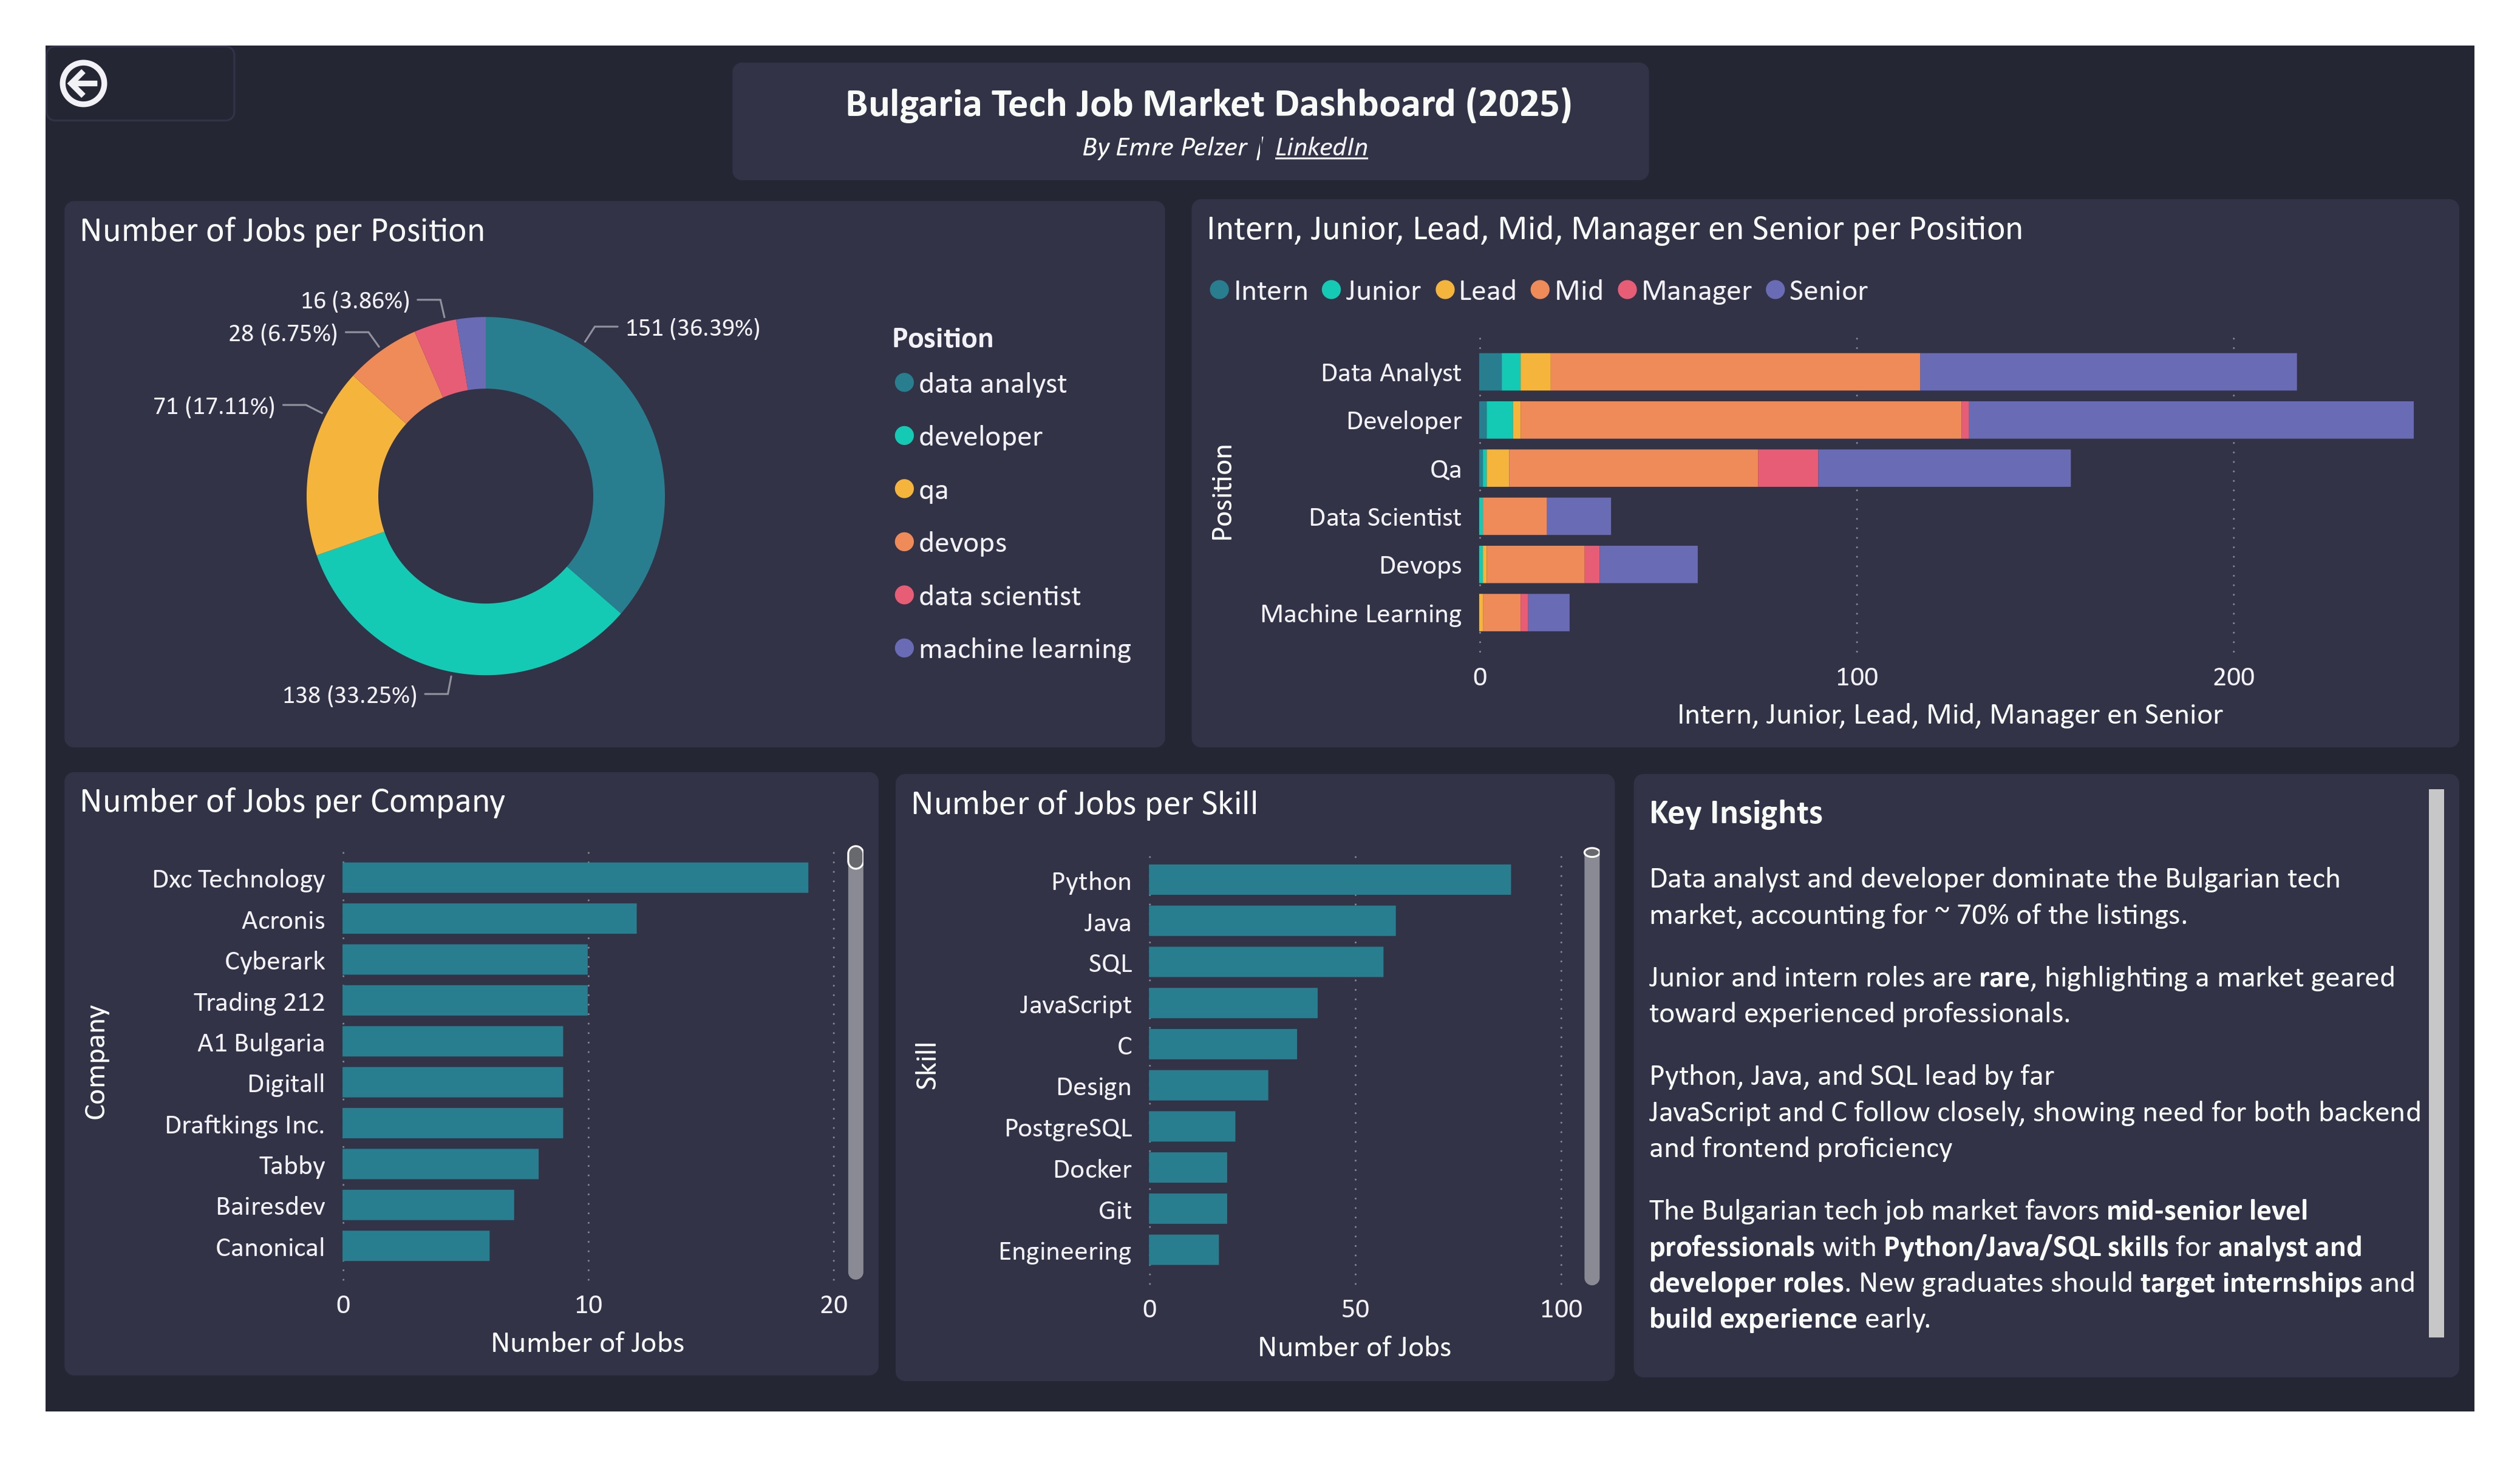 Bulgaria Tech Job Market Dashboard (2025)
By Emre Pelzer | LinkedIn
Number of Jobs per Position
16 (3.86%)
28 (6.75%)
71 (17.11%)
151 (36.39%)
138 (33.25%)
Position
data analyst
developer
qa
devops
data scientist
machine learning
Intern, Junior, Lead, Mid, Manager en Senior per Position
Intern Junior Lead Mid Manager Senior
Position
Data Analyst
Developer
Qa
Data Scientist
Devops
Machine Learning
0 100 200
Intern, Junior, Lead, Mid, Manager en Senior
Number of Jobs per Company
Company
Dxc Technology
Acronis
Cyberark
Trading 212
A1 Bulgaria
Digitall
Draftkings Inc.
Tabby
Bairesdev
Canonical
0 10 20
Number of Jobs
Number of Jobs per Skill
Skill
Python
Java
SQL
JavaScript
C
Design
PostgreSQL
Docker
Git
Engineering
0 50 100
Number of Jobs
Key Insights
Data analyst and developer dominate the Bulgarian tech
market, accounting for ~ 70% of the listings.
Junior and intern roles are rare, highlighting a market geared
toward experienced professionals.
Python, Java, and SQL lead by far
JavaScript and C follow closely, showing need for both backend
and frontend proficiency
The Bulgarian tech job market favors mid-senior level
professionals with Python/Java/SQL skills for analyst and
developer roles. New graduates should target internships and
build experience early.